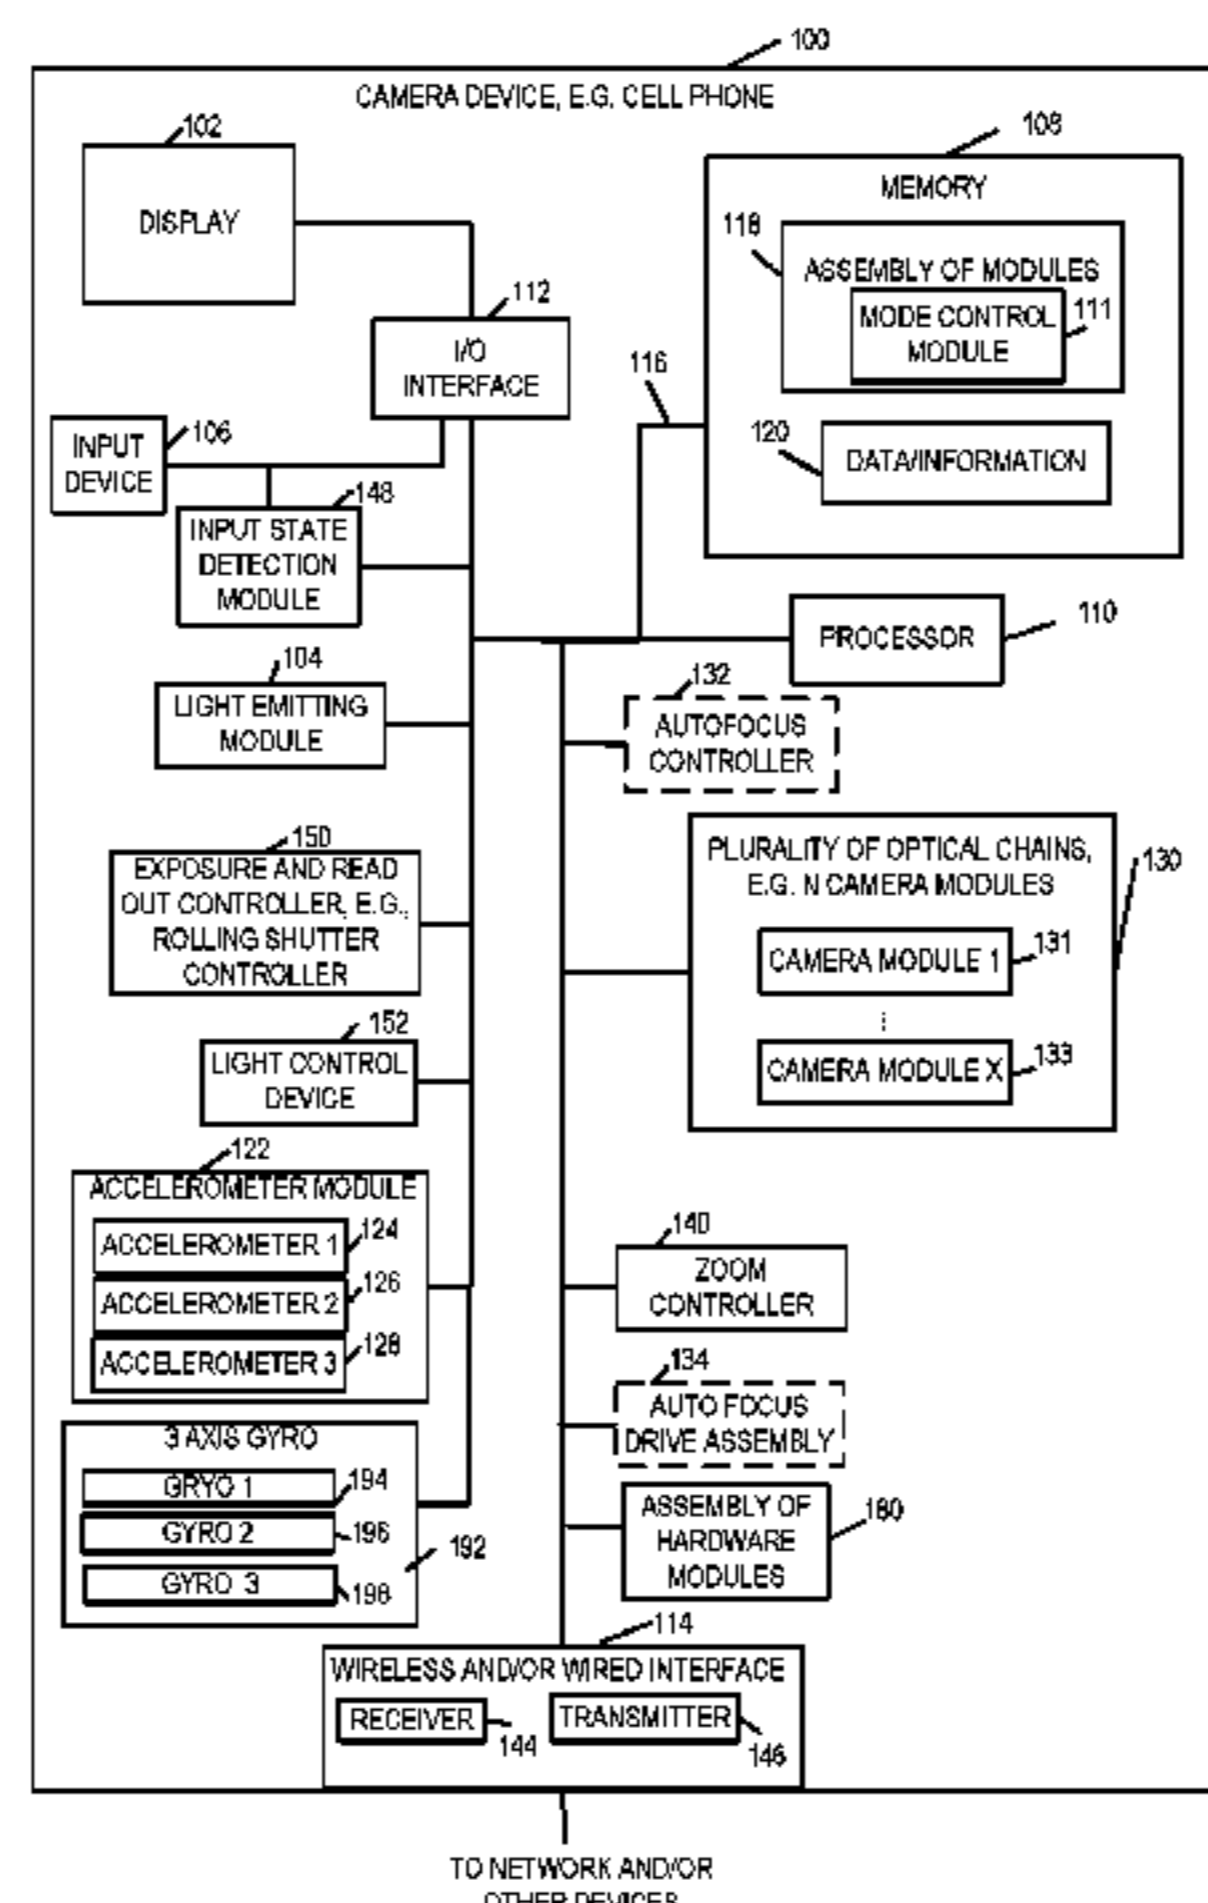 100
CAMERA DEVICE, E.G. CELL PHONE
102
DISPLAY
108
MEMORY
118
ASSEMBLY OF MODULES
MODE CONTROL
MODULE
111
120
DATA/INFORMATION
112
I/O
INTERFACE
116
INPUT
DEVICE
106
148
INPUT STATE
DETECTION
MODULE
PROCESSOR
110
104
LIGHT EMITTING
MODULE
132
AUTOFOCUS
CONTROLLER
150
EXPOSURE AND READ
OUT CONTROLLER, E.G.,
ROLLING SHUTTER
CONTROLLER
PLURALITY OF OPTICAL CHAINS,
E.G. N CAMERA MODULES
130
CAMERA MODULE 1
131
⋮
CAMERA MODULE X
133
152
LIGHT CONTROL
DEVICE
122
ACCELEROMETER MODULE
ACCELEROMETER 1
124
ACCELEROMETER 2
126
ACCELEROMETER 3
128
140
ZOOM
CONTROLLER
134
AUTO FOCUS
DRIVE ASSEMBLY
3 AXIS GYRO
GRYO 1
194
GYRO 2
196
GYRO 3
198
192
ASSEMBLY OF
HARDWARE
MODULES
180
114
WIRELESS AND/OR WIRED INTERFACE
RECEIVER
144
TRANSMITTER
146
TO NETWORK AND/OR
OTHER DEVICES